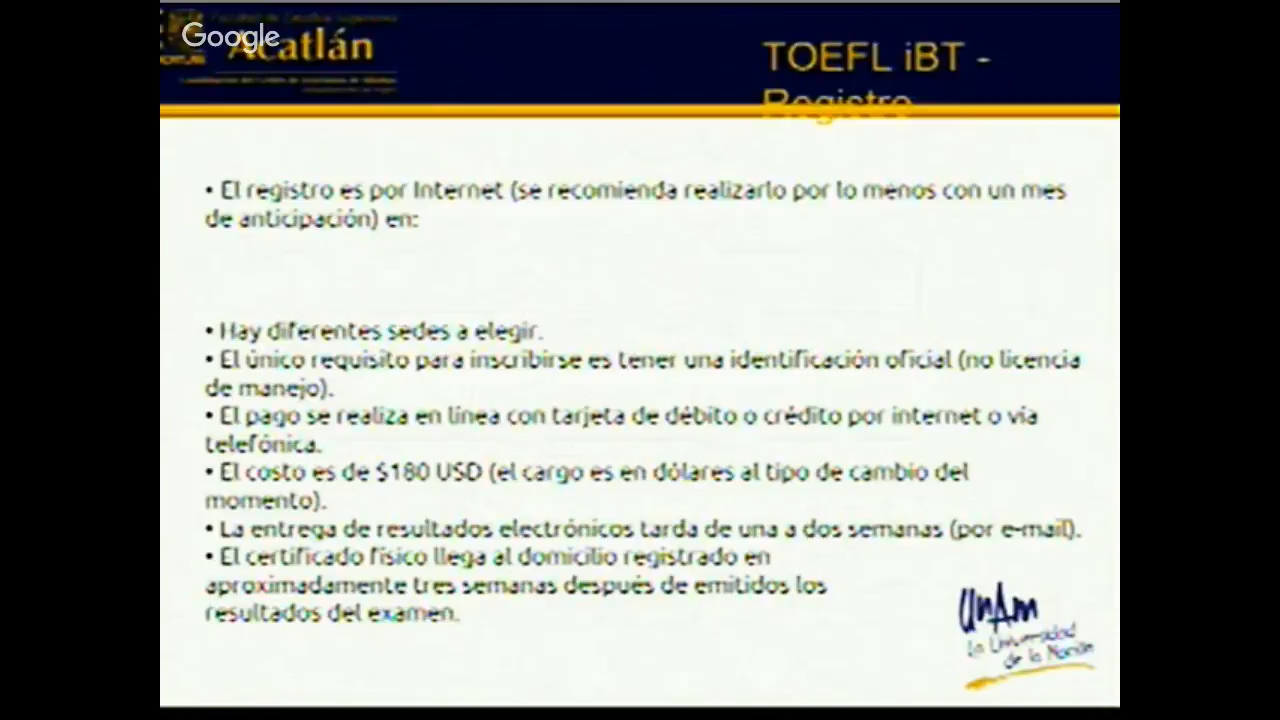 Google
Acatlán
TOEFL iBT -
Registro
• El registro es por Internet (se recomienda realizarlo por lo menos con un mes
de anticipación) en:
• Hay diferentes sedes a elegir.
• El único requisito para inscribirse es tener una identificación oficial (no licencia
de manejo).
• El pago se realiza en línea con tarjeta de débito o crédito por internet o vía
telefónica.
• El costo es de $180 USD (el cargo es en dólares al tipo de cambio del
momento).
• La entrega de resultados electrónicos tarda de una a dos semanas (por e-mail).
• El certificado físico llega al domicilio registrado en
aproximadamente tres semanas después de emitidos los
resultados del examen.
UnAm
La Universidad
de la Nación